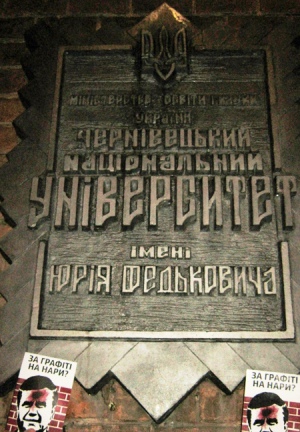 МІНІСТЕРСТВО ОСВІТИ І НАУКИ
УКРАЇНИ
ЧЕРНІВЕЦЬКИЙ
НАЦІОНАЛЬНИЙ
УНІВЕРСИТЕТ
ІМЕНІ
ЮРІЯ ФЕДЬКОВИЧА
ЗА ГРАФІТІ
НА НАРИ?
ЗА ГРАФІТІ
НА НАРИ?